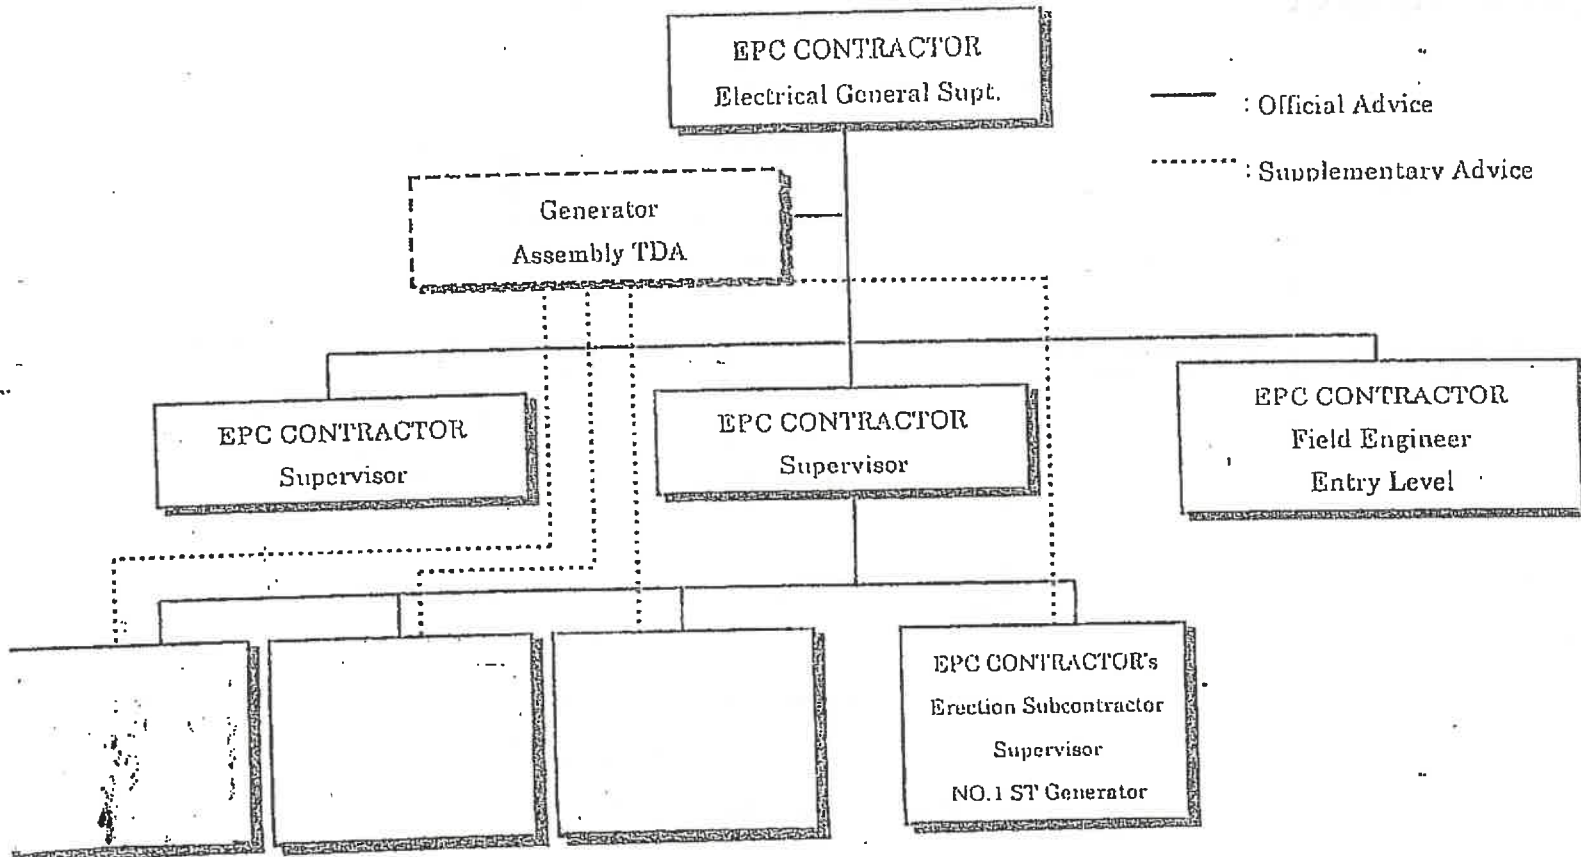 EPC CONTRACTOR
Electrical General Supt.
: Official Advice
: Supplementary Advice
Generator
Assembly TDA
EPC CONTRACTOR
Supervisor
EPC CONTRACTOR
Supervisor
EPC CONTRACTOR
Field Engineer
Entry Level
EPC CONTRACTOR's
Erection Subcontractor
Supervisor
NO.1 ST Generator